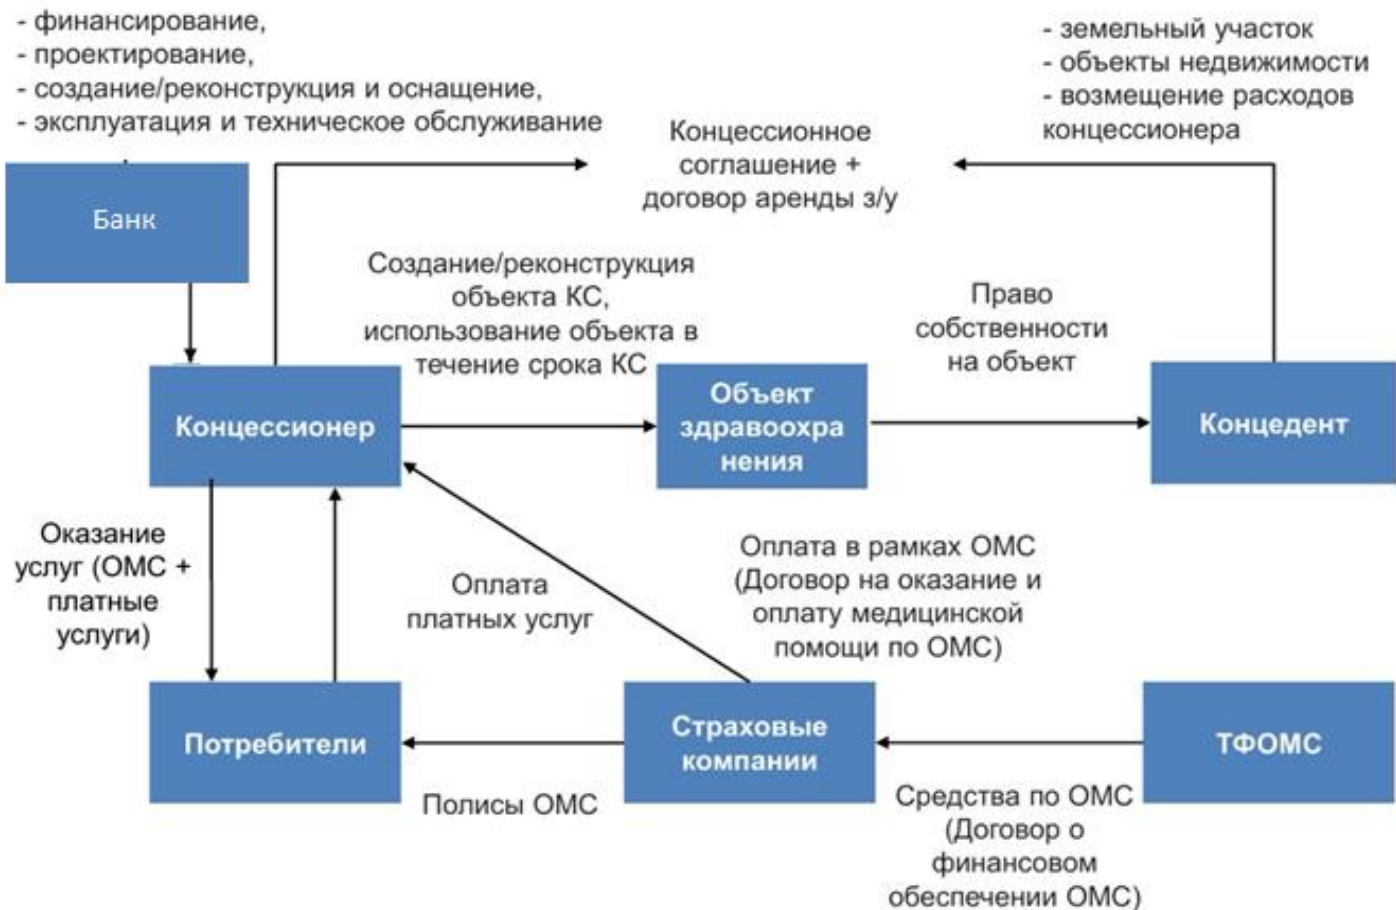 - финансирование,
- проектирование,
- создание/реконструкция и оснащение,
- эксплуатация и техническое обслуживание
- земельный участок
- объекты недвижимости
- возмещение расходов
концессионера
Концессионное
соглашение +
договор аренды з/у
Банк
Создание/реконструкция
объекта КС,
использование объекта в
течение срока КС
Право
собственности
на объект
Концессионер
Объект
здравоохра
нения
Концедент
Оказание
услуг (ОМС +
платные
услуги)
Оплата
платных услуг
Оплата в рамках ОМС
(Договор на оказание и
оплату медицинской
помощи по ОМС)
Потребители
Страховые
компании
ТФОМС
Полисы ОМС
Средства по ОМС
(Договор о
финансовом
обеспечении ОМС)